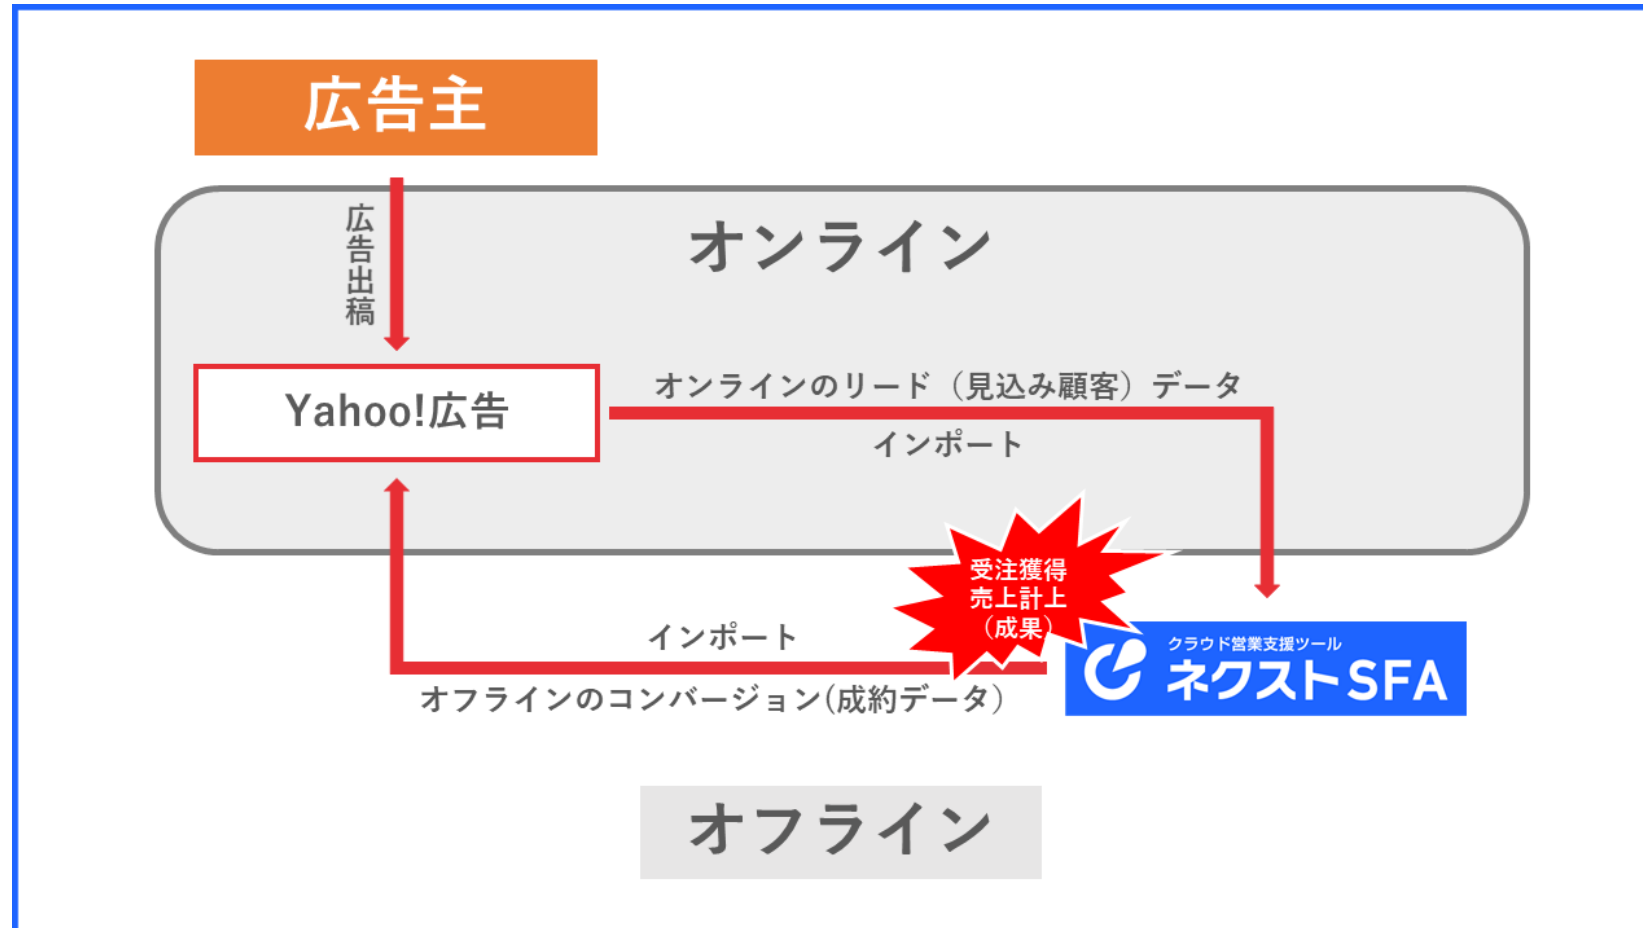 広告主
広告出稿
オンライン
Yahoo!広告
オンラインのリード（見込み顧客）データ
インポート
受注獲得
売上計上
（成果）
インポート
オフラインのコンバージョン(成約データ）
クラウド営業支援ツール
ネクストSFA
オフライン